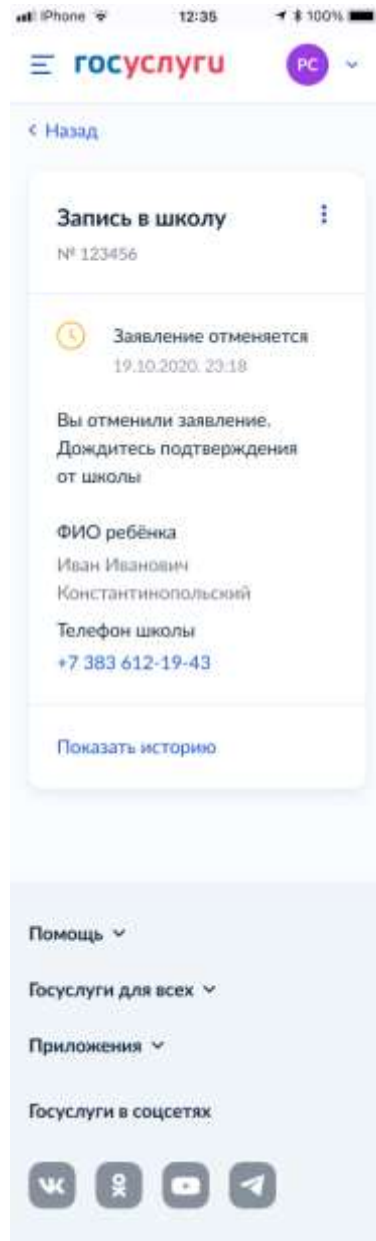 iPhone 12:35 100%
госуслуги РС
Назад
Запись в школу
№ 123456
Заявление отменяется
19.10.2020, 23:18
Вы отменили заявление.
Дождитесь подтверждения
от школы
ФИО ребёнка
Иван Иванович
Константинопольский
Телефон школы
+7 383 612-19-43
Показать историю
Помощь
Госуслуги для всех
Приложения
Госуслуги в соцсетях